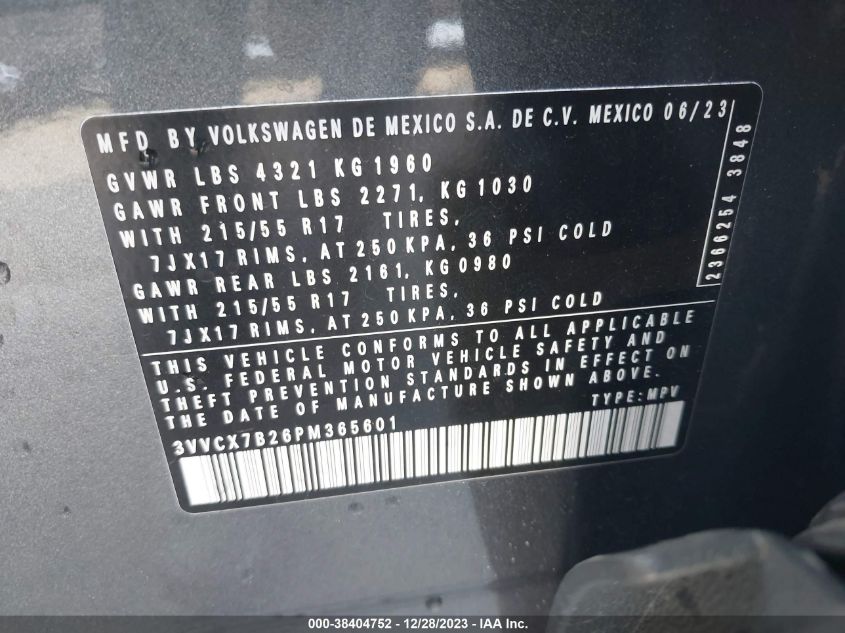 MFD BY VOLKSWAGEN DE MEXICO S.A. DE C.V. MEXICO 06/23
GVWR LBS 4321 KG 1960
GAWR FRONT LBS 2271, KG 1030
WITH 215/55 R17 TIRES,
7JX17 RIMS, AT 250 KPA, 36 PSI COLD
GAWR REAR LBS 2161, KG 0980
WITH 215/55 R17 TIRES,
7JX17 RIMS, AT 250 KPA, 36 PSI COLD
THIS VEHICLE CONFORMS TO ALL APPLICABLE
U.S. FEDERAL MOTOR VEHICLE SAFETY AND
THEFT PREVENTION STANDARDS IN EFFECT ON
THE DATE OF MANUFACTURE SHOWN ABOVE.
TYPE: MPV
3VVCX7B26PM365601
2366254 3848
000-38404752 - 12/28/2023 - IAA Inc.